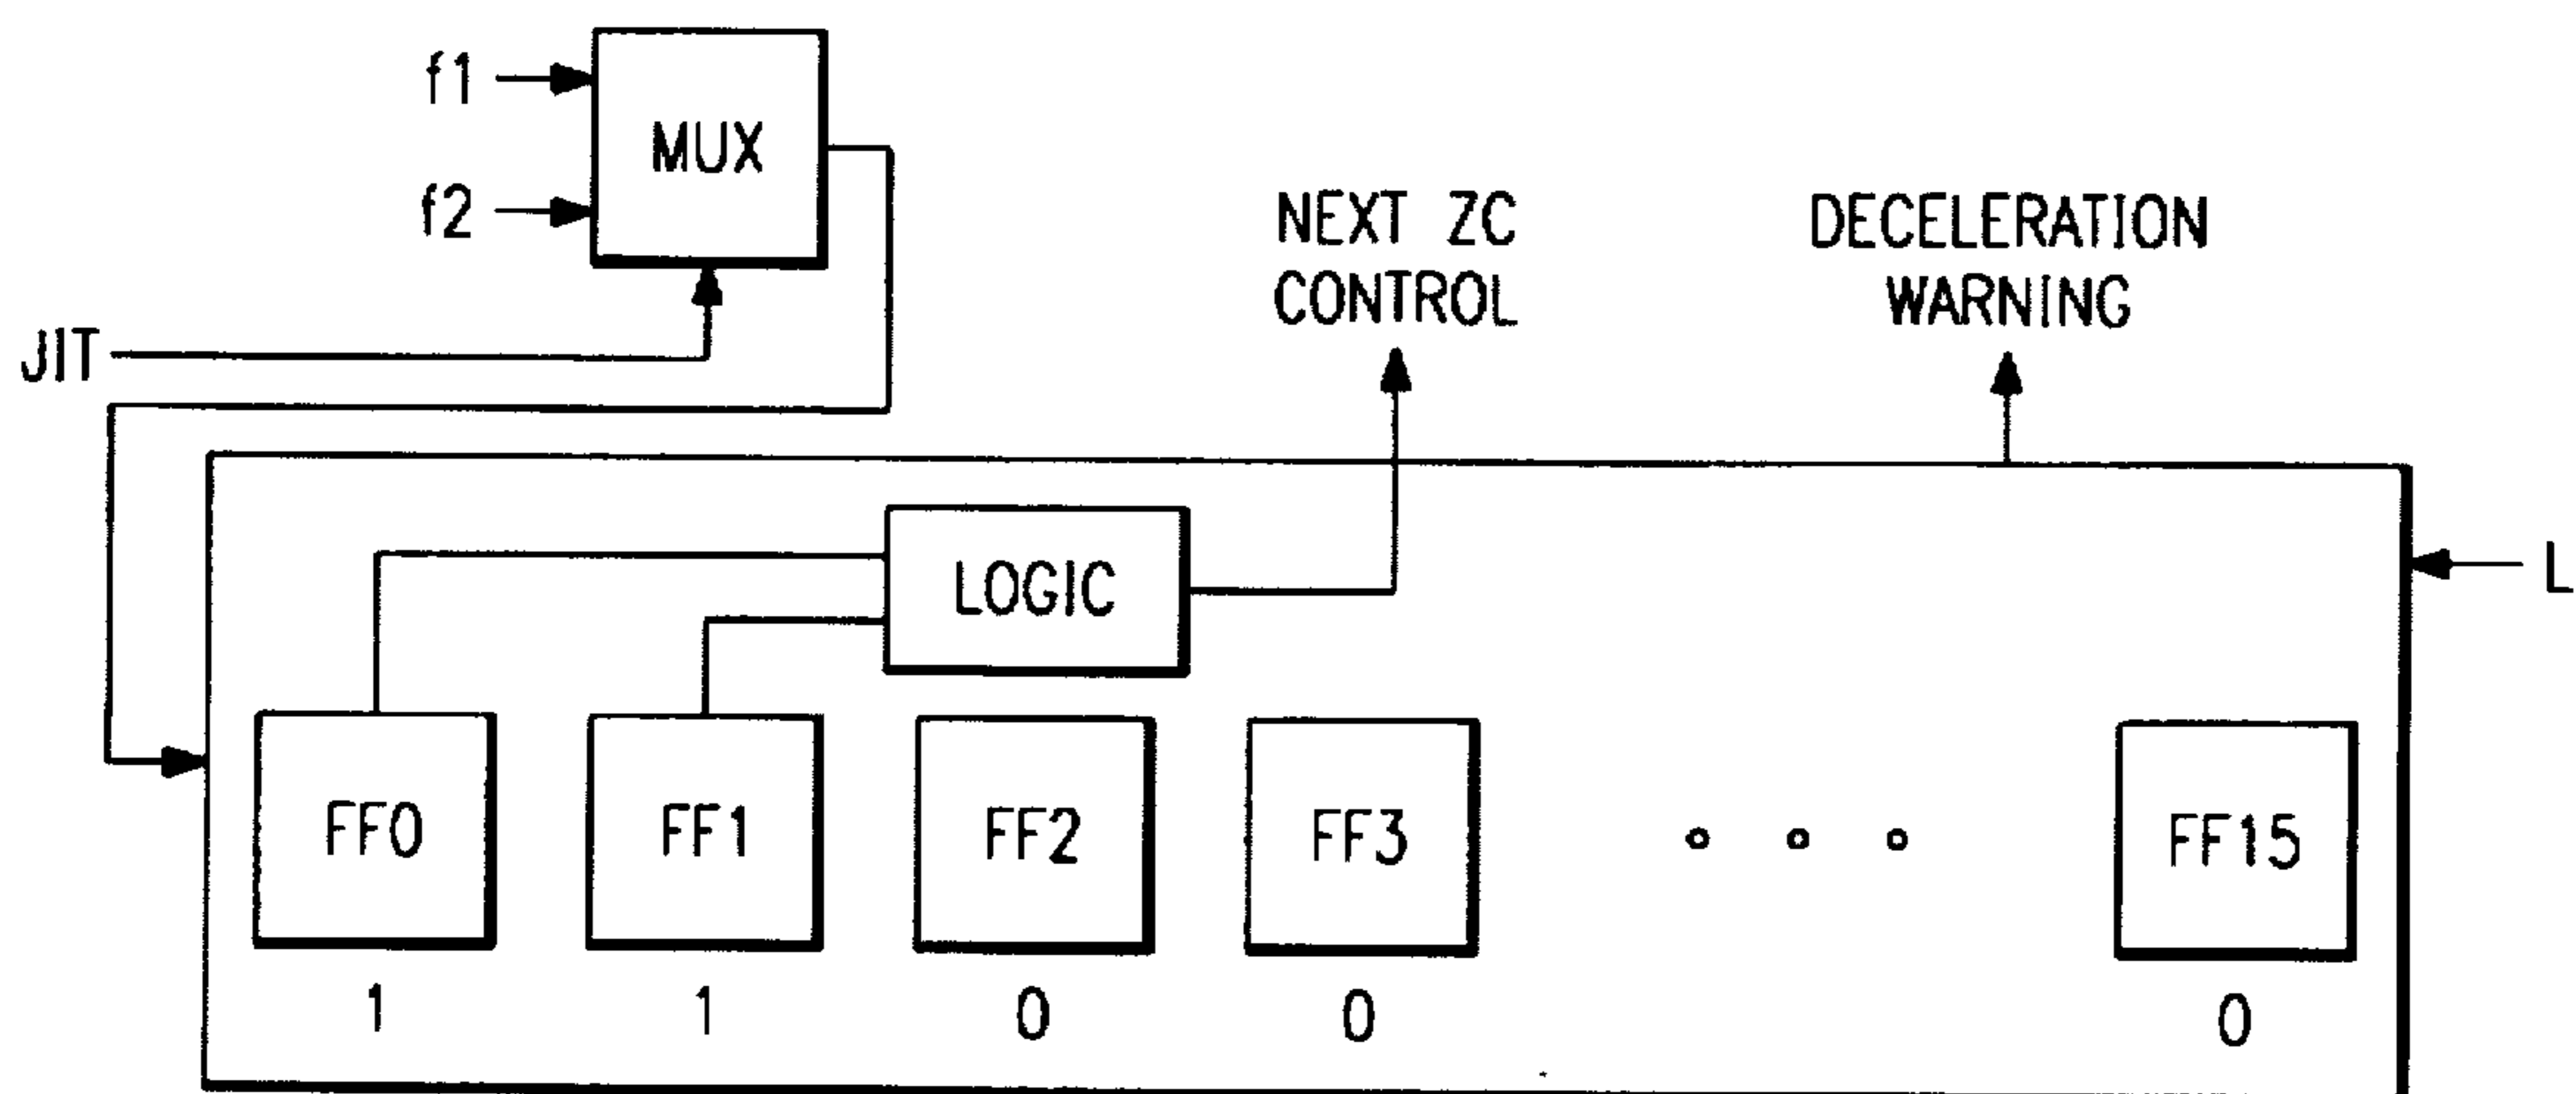 f1
MUX
f2
NEXT ZC
CONTROL
DECELERATION
WARNING
JIT
LOGIC
L
FF0
FF1
FF2
FF3
FF15
1
1
0
0
0